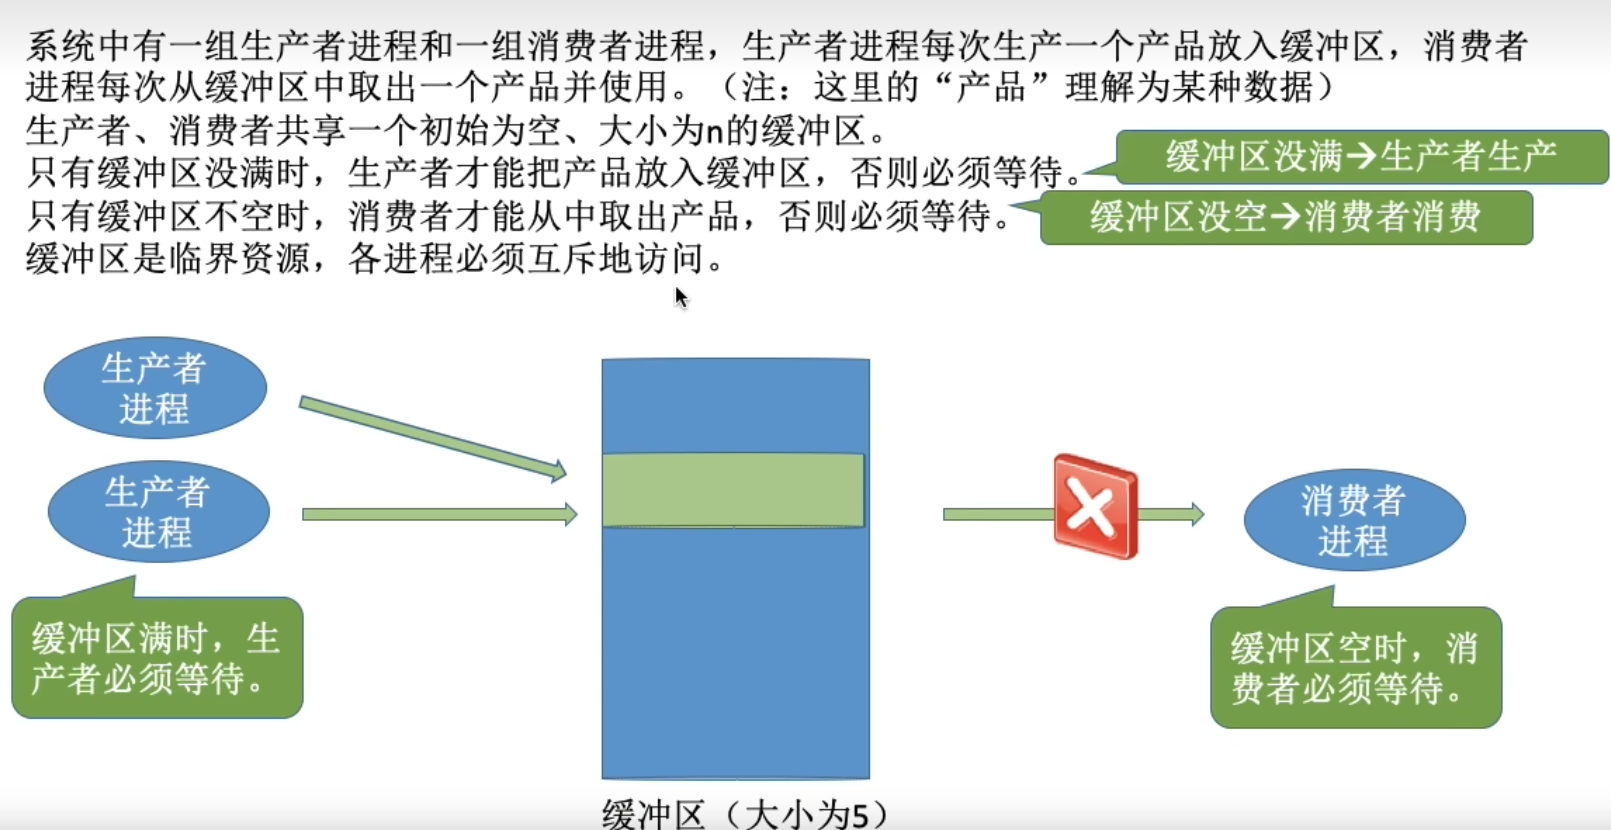 系统中有一组生产者进程和一组消费者进程，生产者进程每次生产一个产品放入缓冲区，消费者
进程每次从缓冲区中取出一个产品并使用。（注：这里的“产品”理解为某种数据）
生产者、消费者共享一个初始为空、大小为n的缓冲区。
只有缓冲区没满时，生产者才能把产品放入缓冲区，否则必须等待。
缓冲区没满→生产者生产
只有缓冲区不空时，消费者才能从中取出产品，否则必须等待。
缓冲区没空→消费者消费
缓冲区是临界资源，各进程必须互斥地访问。
生产者
进程
生产者
进程
消费者
进程
缓冲区满时，生
产者必须等待。
缓冲区空时，消
费者必须等待。
缓冲区（大小为5）